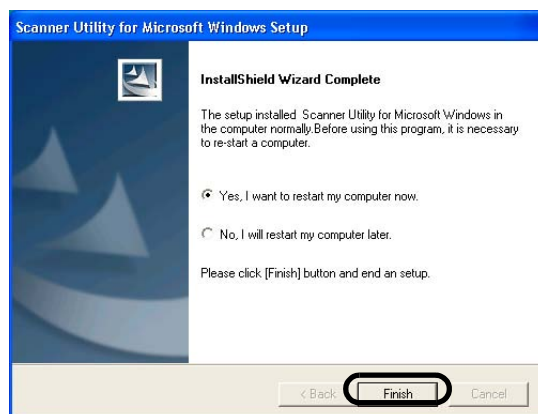 Scanner Utility for Microsoft Windows Setup
InstallShield Wizard Complete
The setup installed Scanner Utility for Microsoft Windows in
the computer normally.Before using this program, it is necessary
to re-start a computer.
Yes, I want to restart my computer now.
No, I will restart my computer later.
Please click [Finish] button and end an setup.
< Back
Finish
Cancel